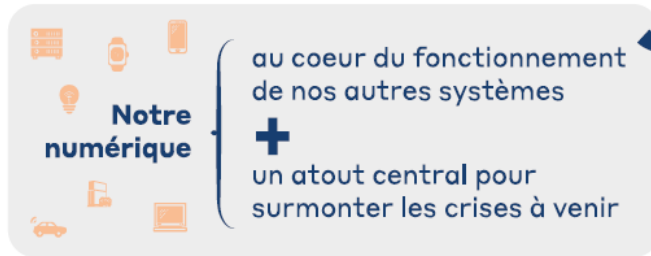 Notre
numérique
au coeur du fonctionnement
de nos autres systèmes
+
un atout central pour
surmonter les crises à venir